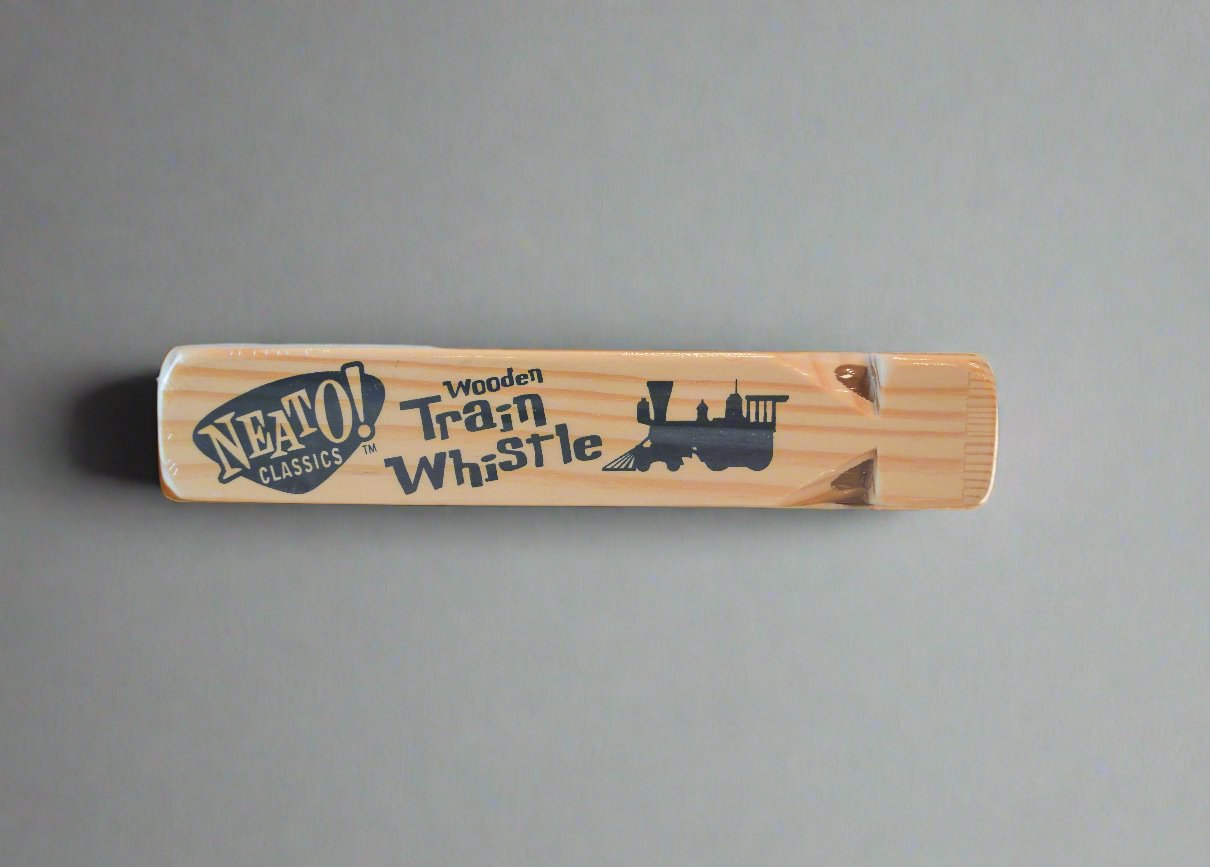 NEATO!
CLASSICS
TM
Wooden
Train
Whistle